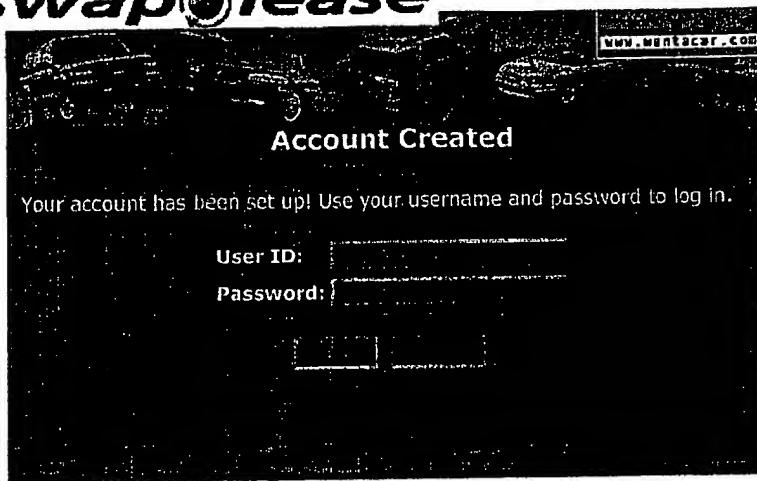 swap lease
www.wantacar.com
Account Created
Your account has been set up! Use your username and password to log in.
User ID:
Password: